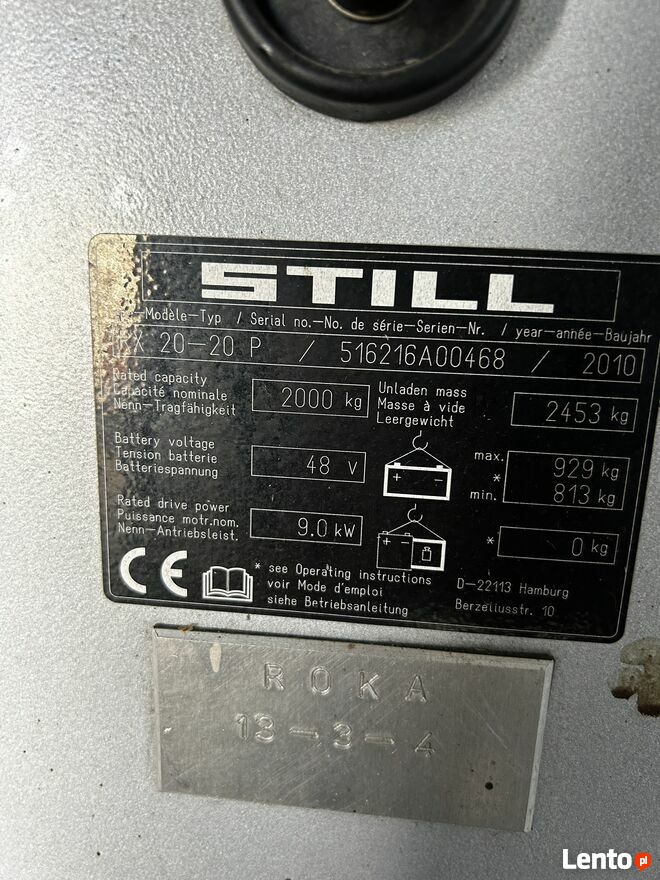 STILL
Modèle-Typ / Serial no.-No. de série-Serien-Nr. / year-année-Baujahr
RX 20-20 P / 516216A00468 / 2010
Rated capacity
Capacité nominale
Nenn-Tragfähigkeit
2000 kg
Unladen mass
Masse à vide
Leergewicht
2453 kg
Battery voltage
Tension batterie
Batteriespannung
48 V
+ -
max.
*
min.
929 kg
813 kg
Rated drive power
Puissance motr.nom.
Nenn-Antriebsleist.
9.0 kW
+ -
* 0 kg
CE
* see Operating instructions
voir Mode d'emploi
siehe Betriebsanleitung
D-22113 Hamburg
Berzeliusstr. 10
ROKA
13-3-4
Lento.pl